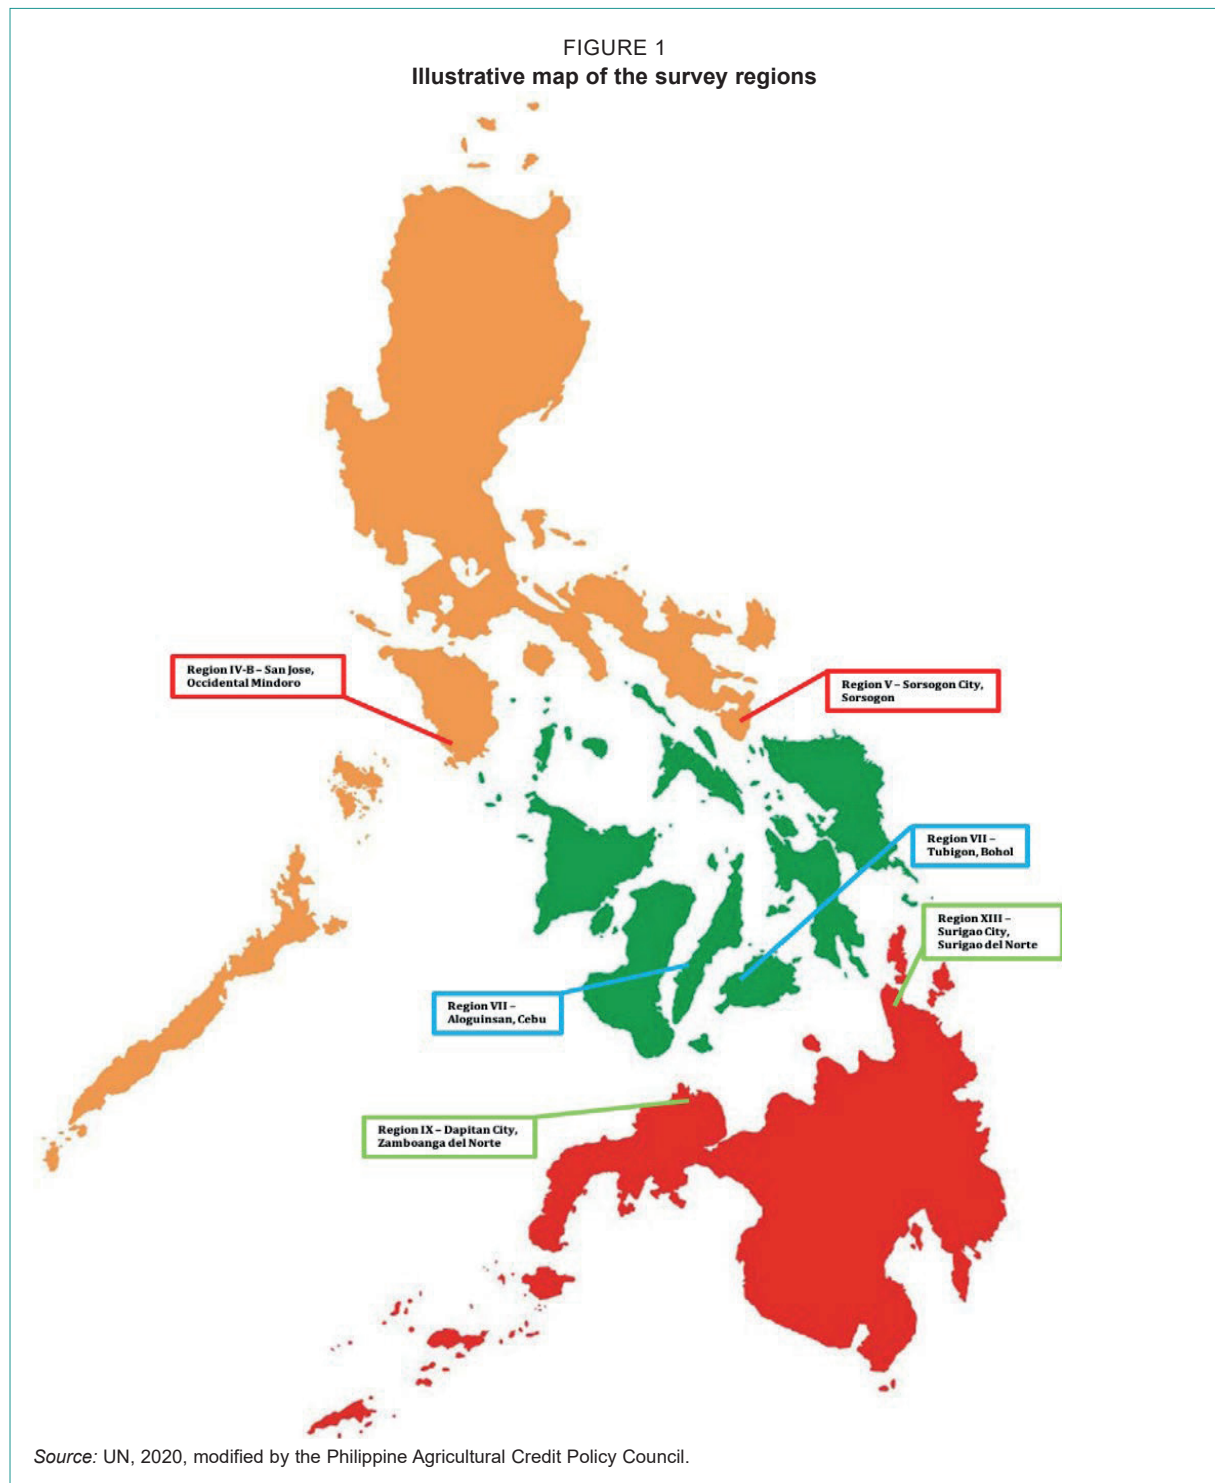 FIGURE 1
Illustrative map of the survey regions
Region IV-B – San Jose,
Occidental Mindoro
Region V – Sorsogon City,
Sorsogon
Region VII –
Tubigon, Bohol
Region XIII –
Surigao City,
Surigao del Norte
Region VII –
Aloguinsan, Cebu
Region IX – Dapitan City,
Zamboanga del Norte
Source: UN, 2020, modified by the Philippine Agricultural Credit Policy Council.